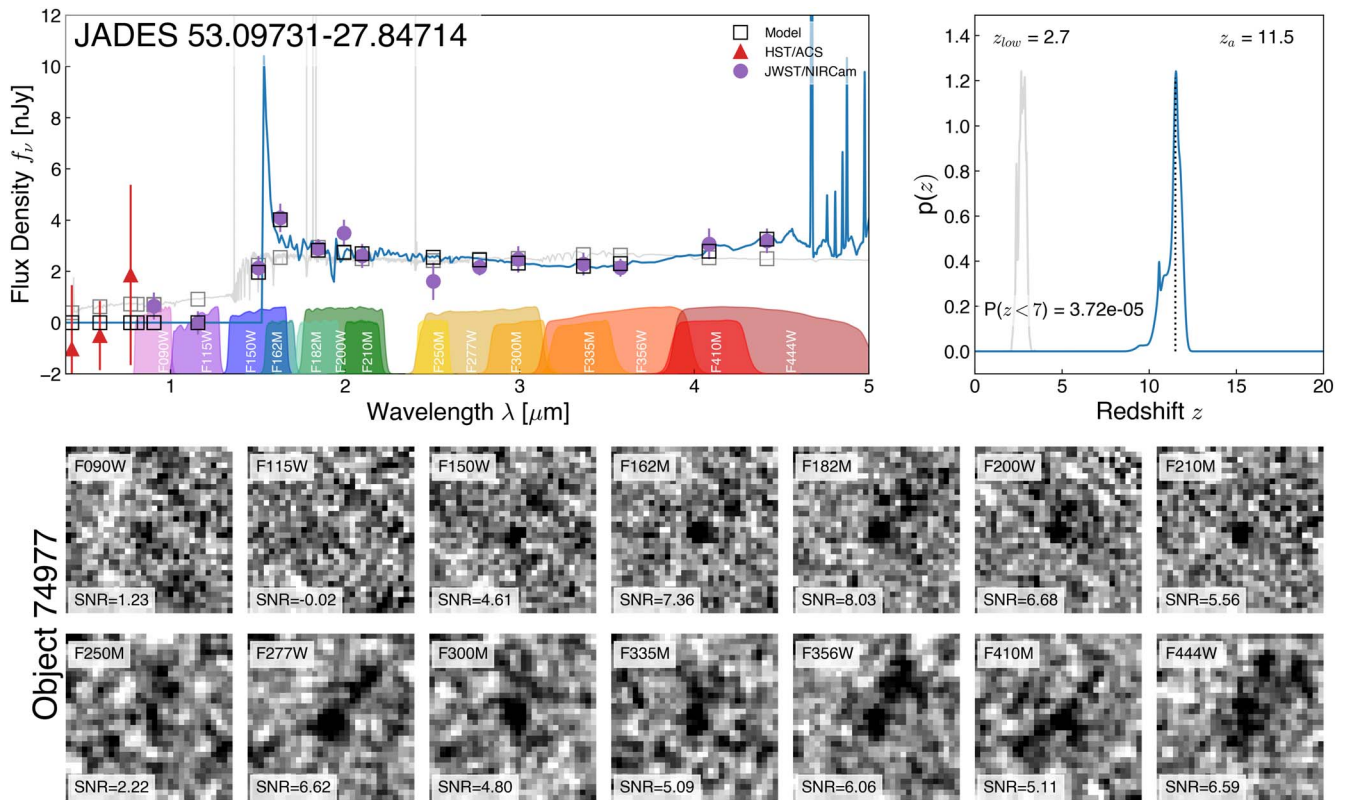 JADES 53.09731-27.84714
Model
HST/ACS
JWST/NIRCam
12
10
8
6
4
2
0
−2
Flux Density fν [nJy]
F090W
F115W
F150W
F162M
F182M
F200W
F210M
F250M
F277W
F300M
F335M
F356W
F410M
F444W
1
2
3
4
5
Wavelength λ [μm]
z_low = 2.7
z_a = 11.5
1.4
1.2
1.0
0.8
0.6
0.4
0.2
0.0
p(z)
P(z < 7) = 3.72e-05
0
5
10
15
20
Redshift z
Object 74977
F090W
SNR=1.23
F115W
SNR=-0.02
F150W
SNR=4.61
F162M
SNR=7.36
F182M
SNR=8.03
F200W
SNR=6.68
F210M
SNR=5.56
F250M
SNR=2.22
F277W
SNR=6.62
F300M
SNR=4.80
F335M
SNR=5.09
F356W
SNR=6.06
F410M
SNR=5.11
F444W
SNR=6.59